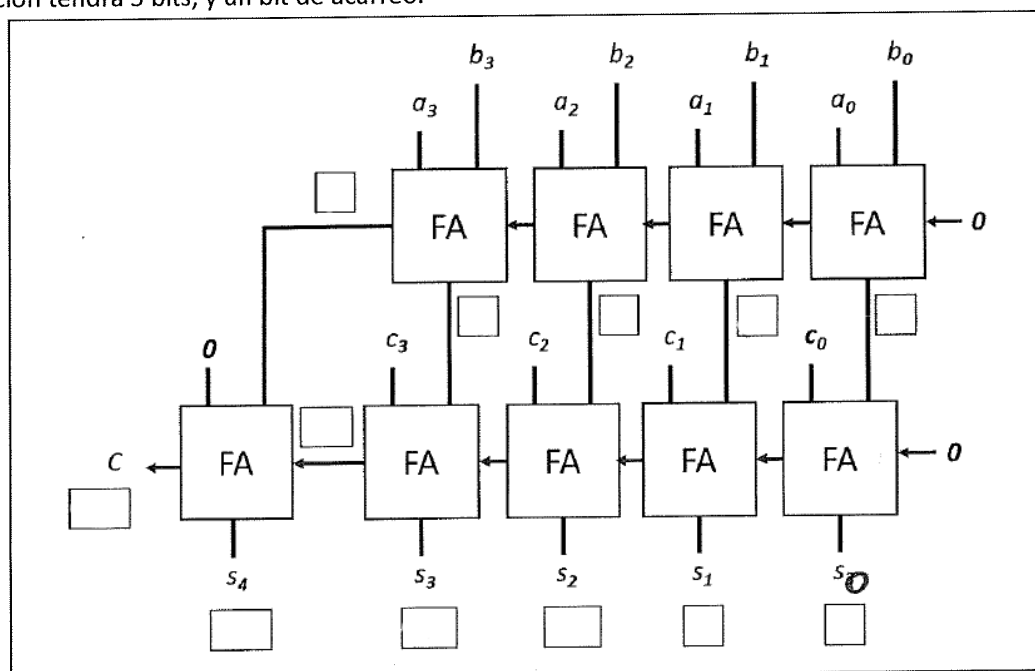 ción tendrá 5 bits, y un bit de acarreo.
b3 b2 b1 b0
a3 a2 a1 a0
FA FA FA FA 0
0 c3 c2 c1 c0
C FA FA FA FA FA 0
s4 s3 s2 s1 s0